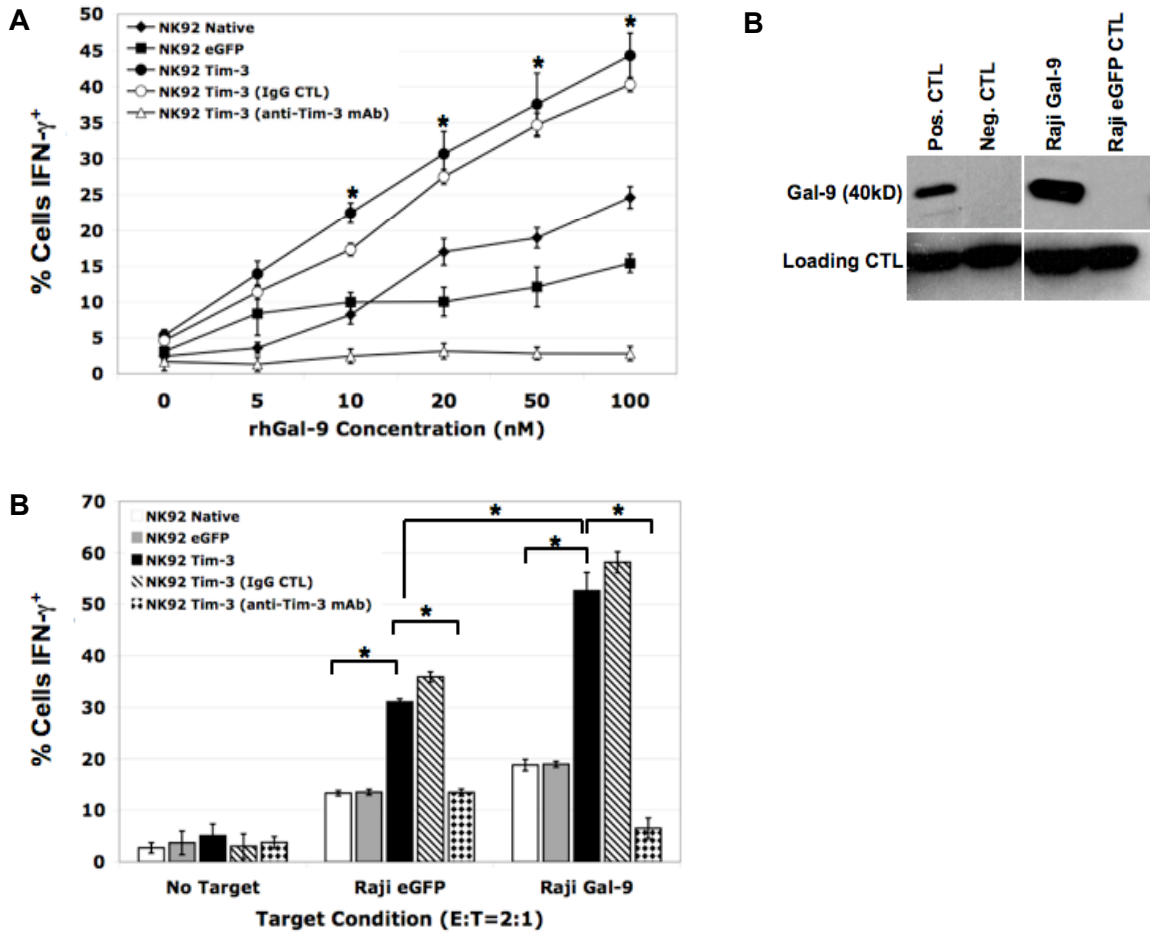 A
% Cells IFN-γ+
50
45
40
35
30
25
20
15
10
5
0
NK92 Native
NK92 eGFP
NK92 Tim-3
NK92 Tim-3 (IgG CTL)
NK92 Tim-3 (anti-Tim-3 mAb)
* * * *
0 5 10 20 50 100
rhGal-9 Concentration (nM)
B
Pos. CTL
Neg. CTL
Raji Gal-9
Raji eGFP CTL
Gal-9 (40kD)
Loading CTL
B
% Cells IFN-γ+
70
60
50
40
30
20
10
0
NK92 Native
NK92 eGFP
NK92 Tim-3
NK92 Tim-3 (IgG CTL)
NK92 Tim-3 (anti-Tim-3 mAb)
* *
* *
* *
No Target Raji eGFP Raji Gal-9
Target Condition (E:T=2:1)